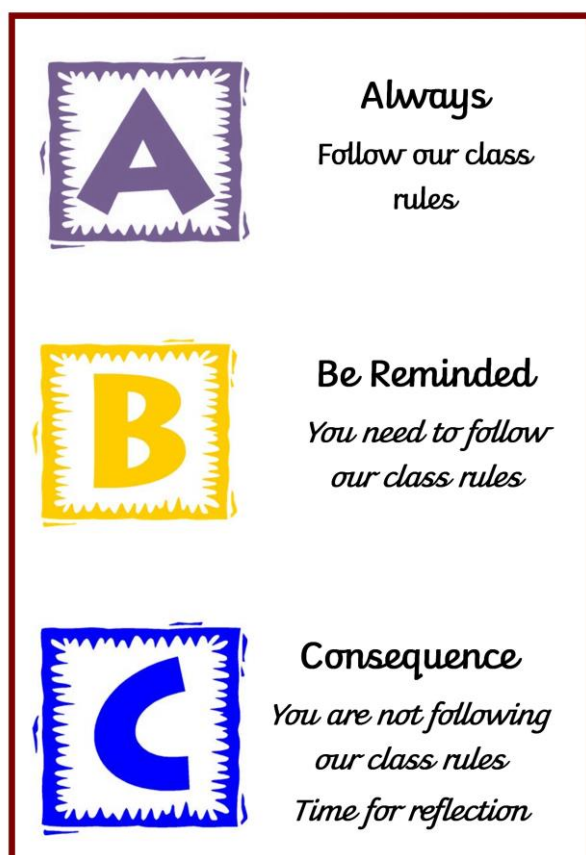 A
Always
Follow our class
rules
B
Be Reminded
You need to follow
our class rules
C
Consequence
You are not following
our class rules
Time for reflection